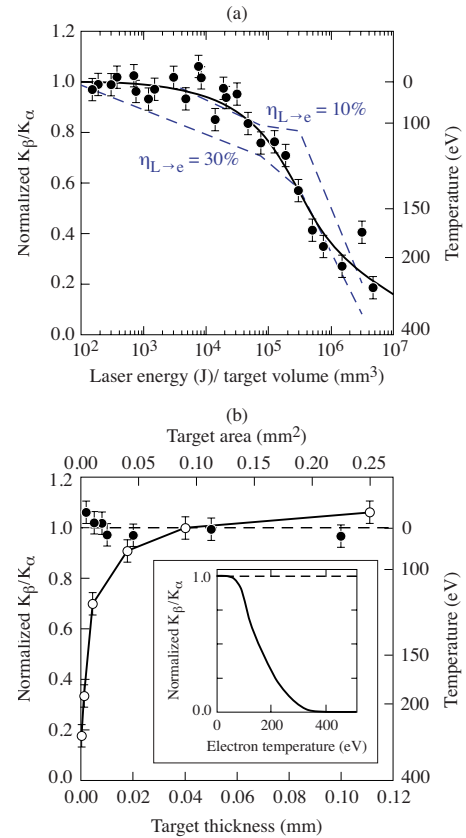 (a)
1.2
1.0
0.8
0.6
0.4
0.2
0.0
Normalized Kβ/Kα
0
100
150
200
400
Temperature (eV)
ηL→e = 10%
ηL→e = 30%
10² 10³ 10⁴ 10⁵ 10⁶ 10⁷
Laser energy (J)/ target volume (mm³)
(b)
Target area (mm²)
0.00 0.05 0.10 0.15 0.20 0.25
1.2
1.0
0.8
0.6
0.4
0.2
0.0
Normalized Kβ/Kα
0
100
150
200
400
Temperature (eV)
1.0
0.0
Normalized Kβ/Kα
0 200 400
Electron temperature (eV)
0.00 0.02 0.04 0.06 0.08 0.10 0.12
Target thickness (mm)